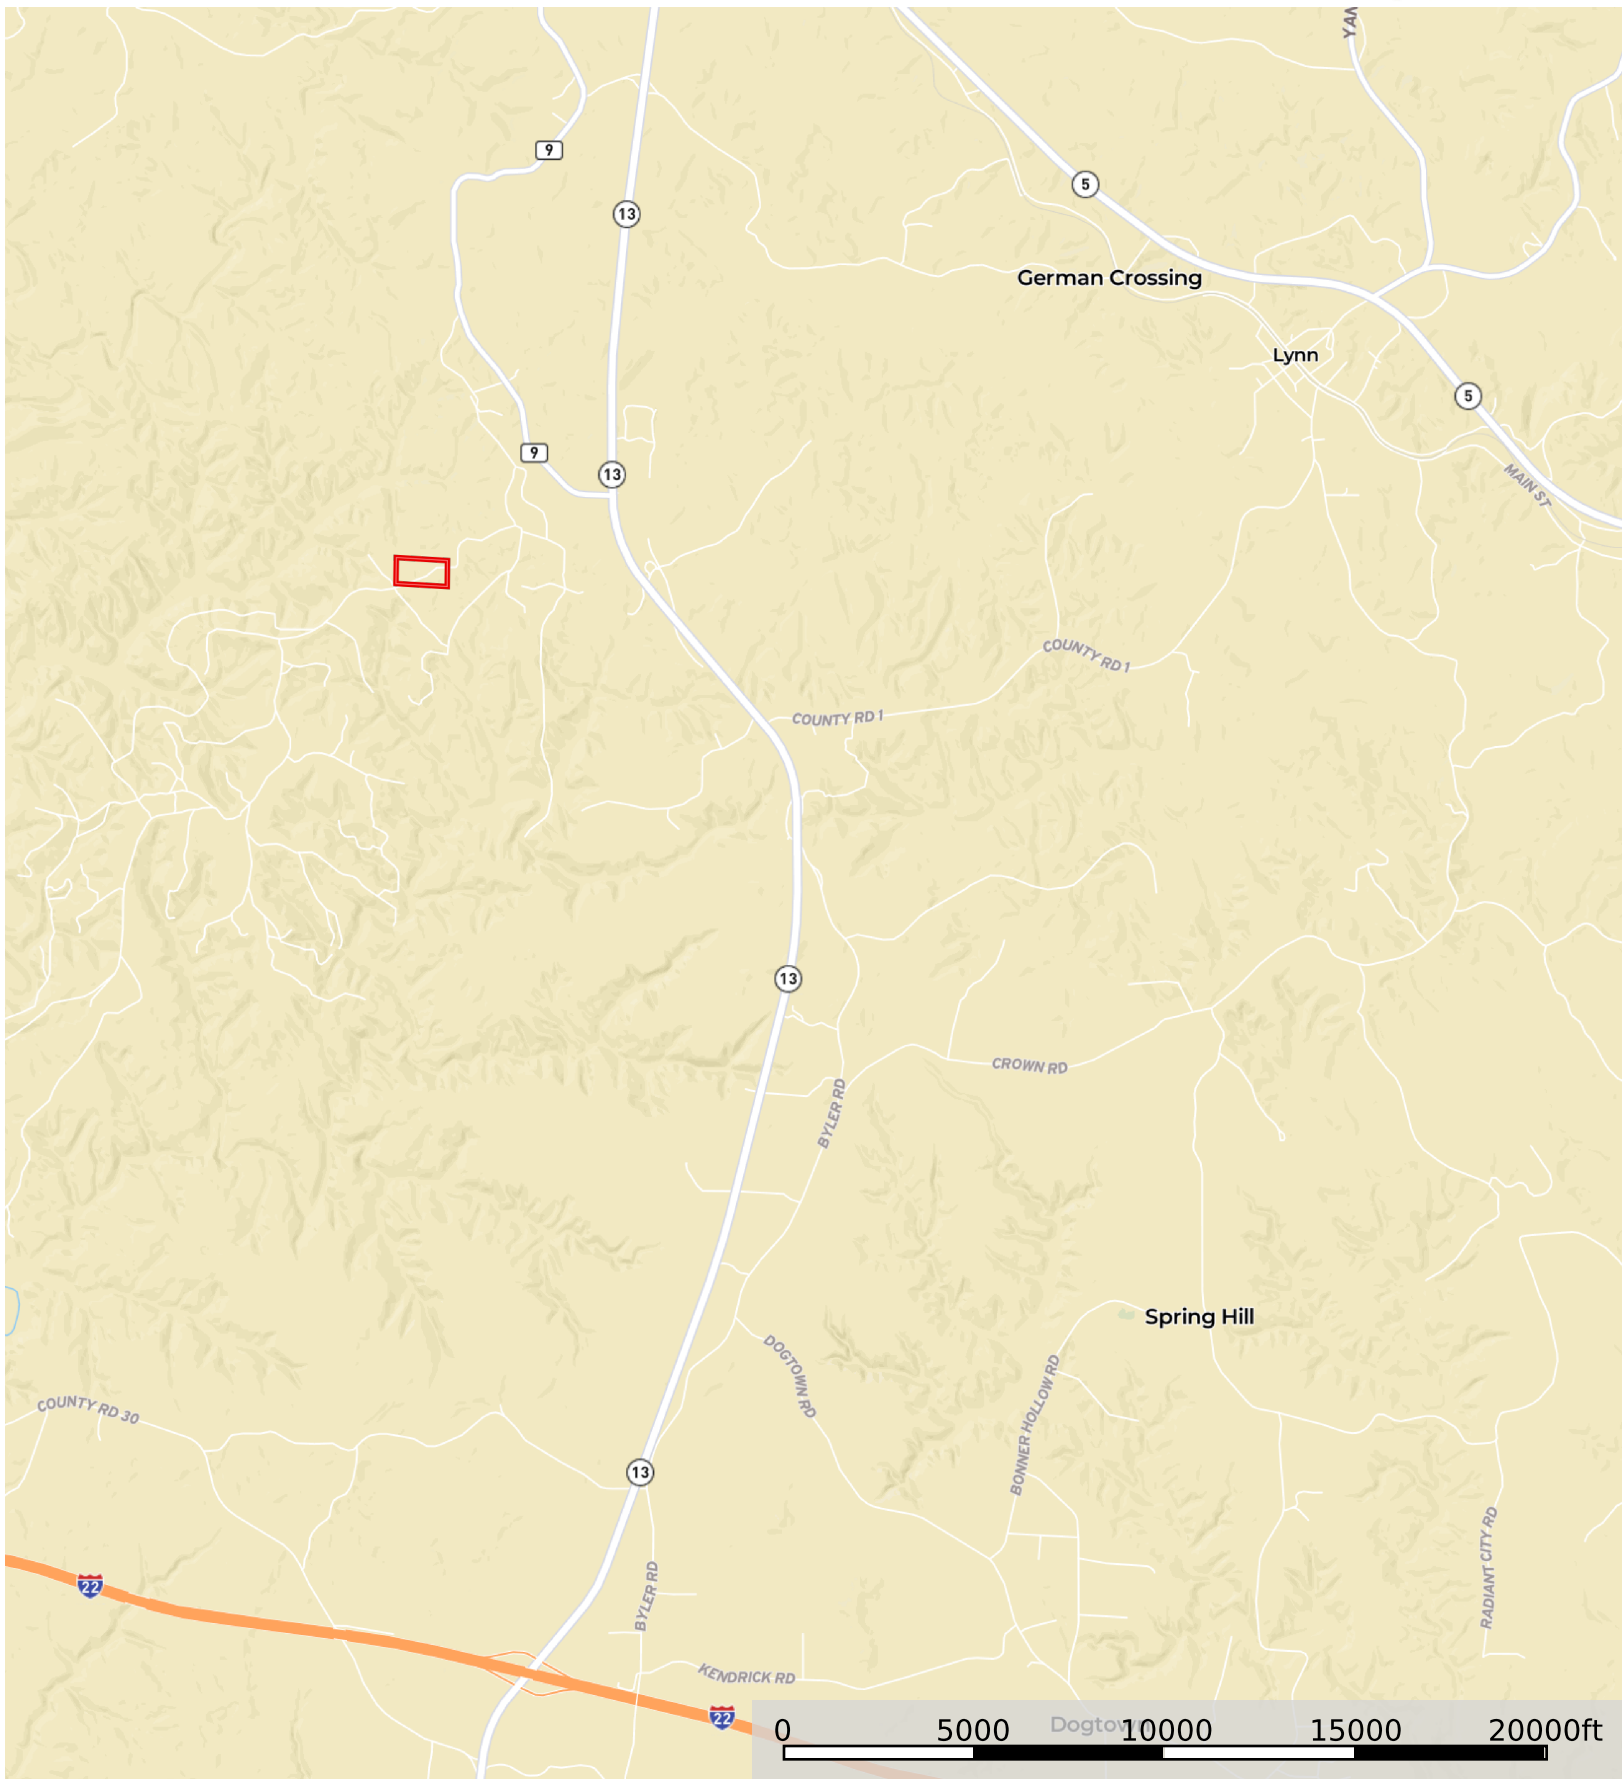 YAN
9
5
13
German Crossing
Lynn
5
9
13
MAIN ST
COUNTY RD 1
COUNTY RD 1
13
CROWN RD
BYLER RD
Spring Hill
DOGTOWN RD
BONNER HOLLOW RD
COUNTY RD 30
13
RADIANT CITY RD
22
BYLER RD
KENDRICK RD
22
Dogtown
0 5000 10000 15000 20000ft